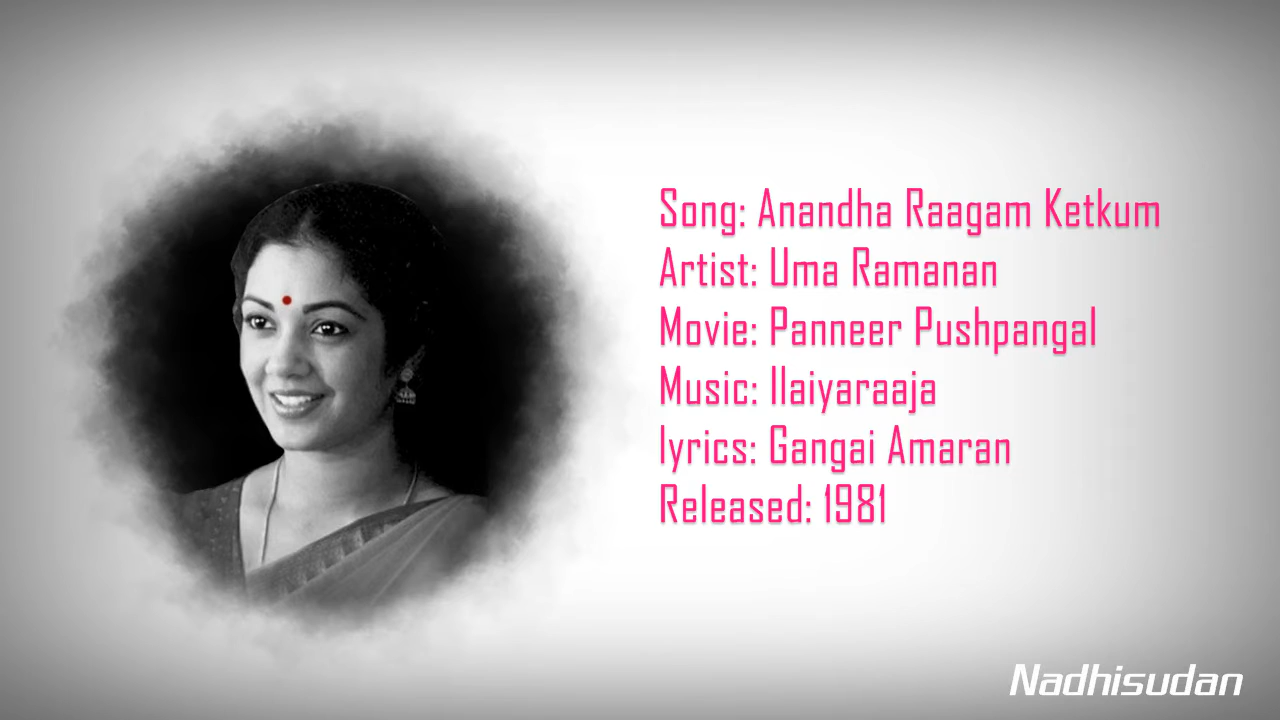 Song: Anandha Raagam Ketkum
Artist: Uma Ramanan
Movie: Panneer Pushpangal
Music: Ilaiyaraaja
lyrics: Gangai Amaran
Released: 1981
Nadhisudan